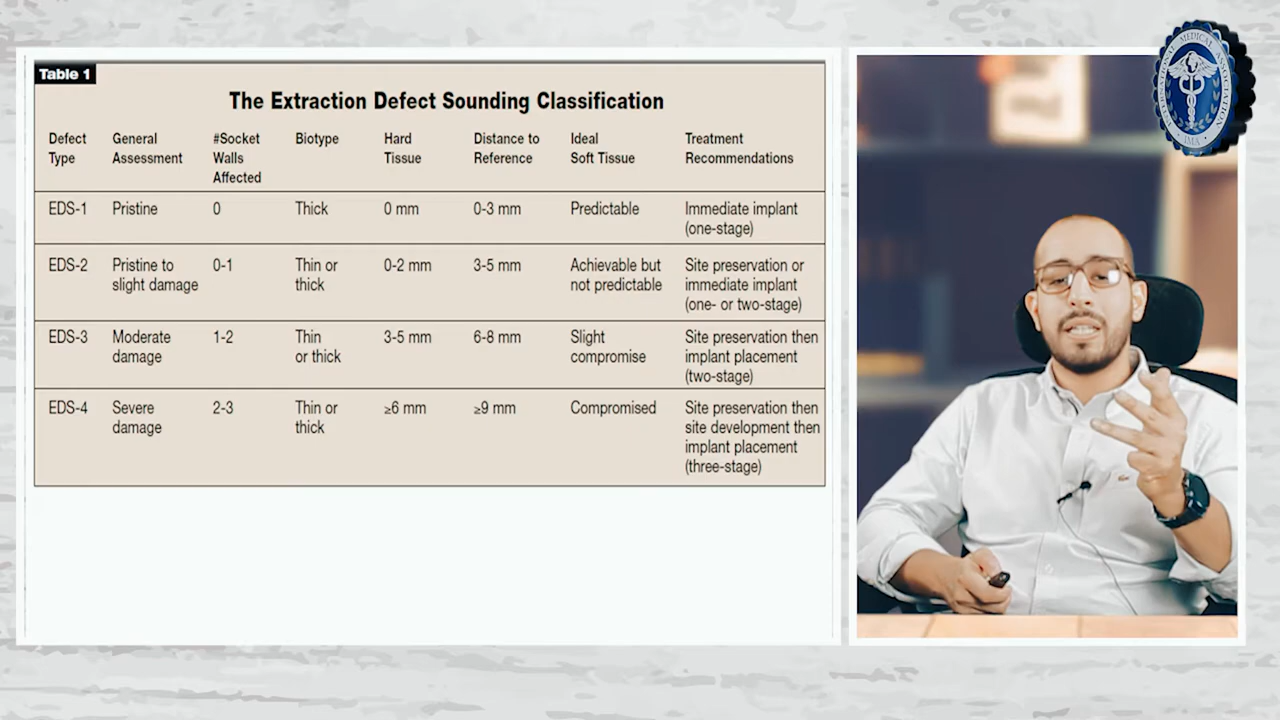 Table 1
The Extraction Defect Sounding Classification
Defect Type | General Assessment | #Socket Walls Affected | Biotype | Hard Tissue | Distance to Reference | Ideal Soft Tissue | Treatment Recommendations
EDS-1 | Pristine | 0 | Thick | 0 mm | 0-3 mm | Predictable | Immediate implant (one-stage)
EDS-2 | Pristine to slight damage | 0-1 | Thin or thick | 0-2 mm | 3-5 mm | Achievable but not predictable | Site preservation or immediate implant (one- or two-stage)
EDS-3 | Moderate damage | 1-2 | Thin or thick | 3-5 mm | 6-8 mm | Slight compromise | Site preservation then implant placement (two-stage)
EDS-4 | Severe damage | 2-3 | Thin or thick | ≥6 mm | ≥9 mm | Compromised | Site preservation then site development then implant placement (three-stage)
MEDICAL ASSOCIATION
IMA